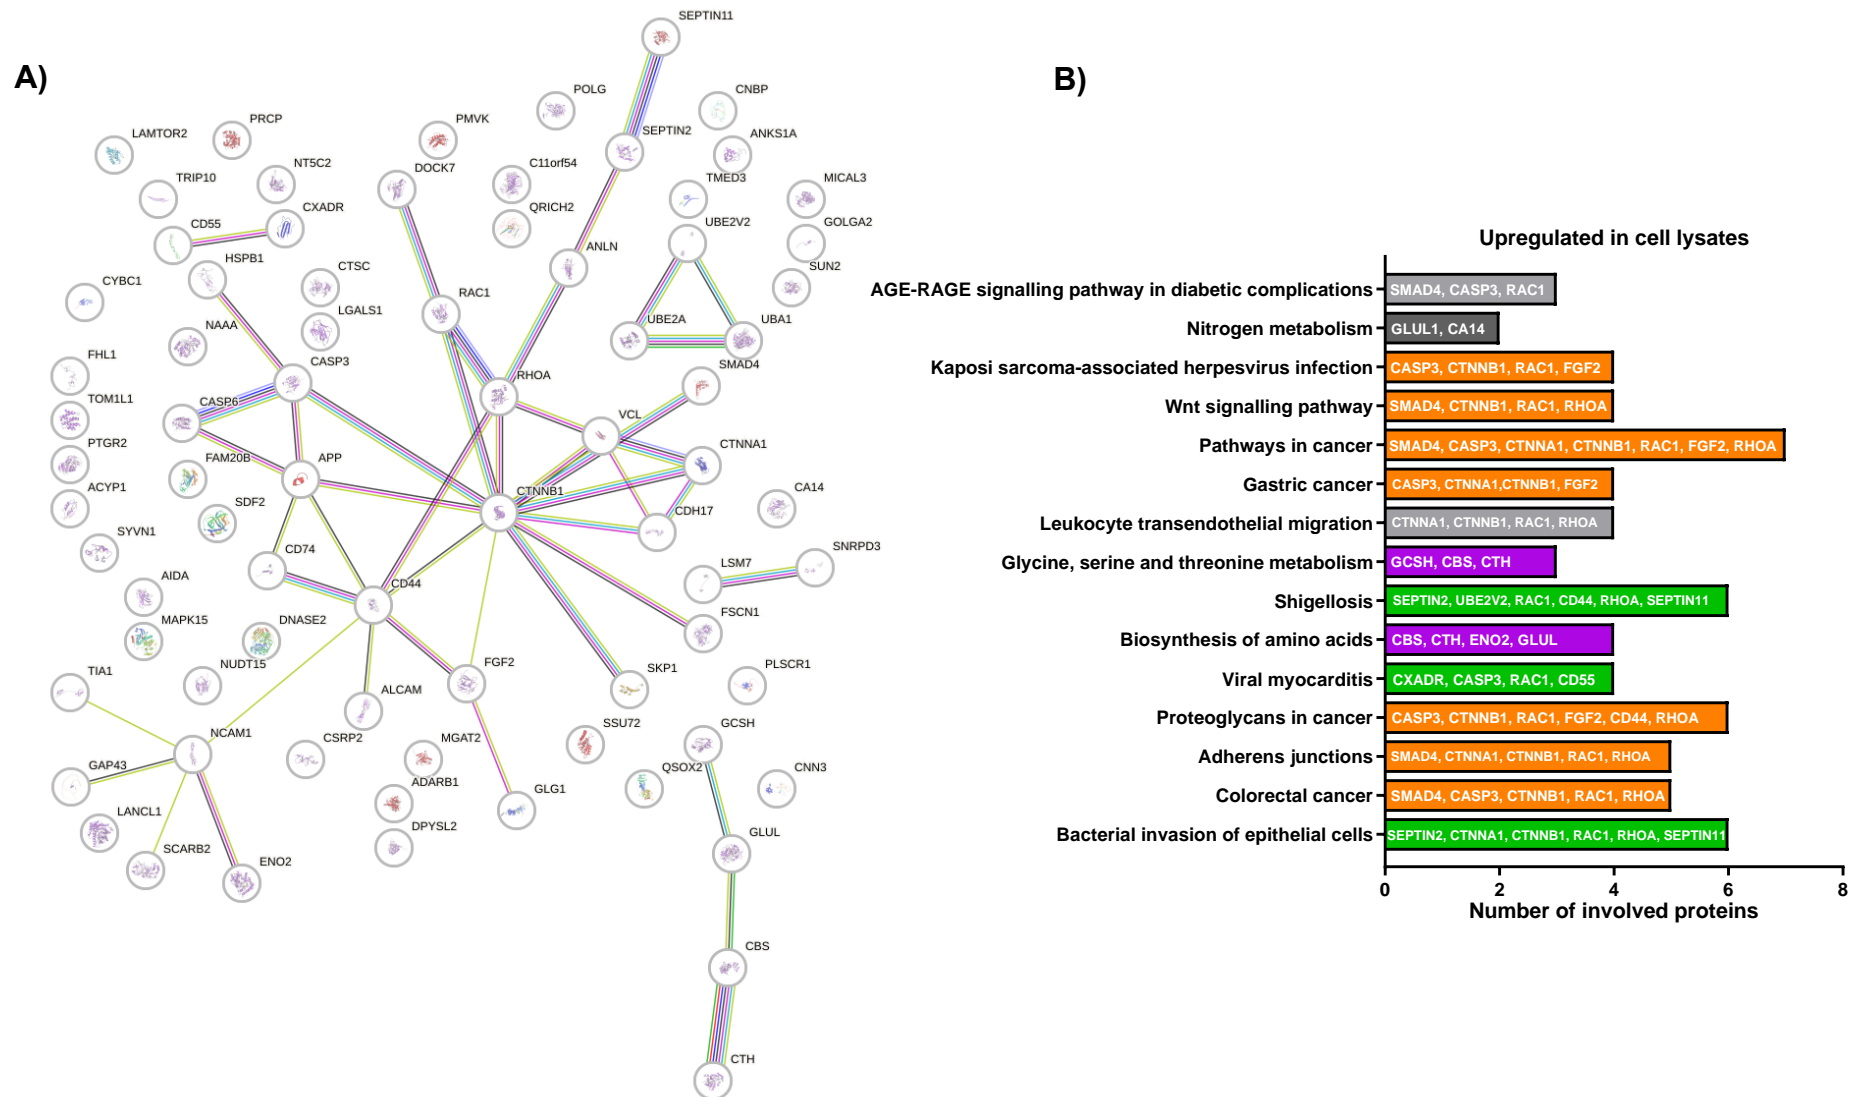 A)
SEPTIN11
POLG
CNBP
PRCP
PMVK
LAMTOR2
SEPTIN2
ANKS1A
NT5C2
DOCK7
C11orf54
TRIP10
TMED3
MICAL3
CXADR
QRICH2
CD55
UBE2V2
GOLGA2
ANLN
HSPB1
CTSC
SUN2
CYBC1
RAC1
LGALS1
UBE2A
UBA1
NAAA
FHL1
CASP3
SMAD4
RHOA
TOM1L1
CASP6
VCL
PTGR2
CTNNA1
FAM20B
APP
ACYP1
CTNNB1
CA14
SDF2
CDH17
SYVN1
CD74
SNRPD3
LSM7
AIDA
CD44
FSCN1
MAPK15
DNASE2
NUDT15
FGF2
SKP1
PLSCR1
TIA1
ALCAM
SSU72
GCSH
NCAM1
CSRP2
MGAT2
GAP43
QSOX2
CNN3
ADARB1
GLG1
LANCL1
DPYSL2
GLUL
SCARB2
ENO2
CBS
CTH
B)
Upregulated in cell lysates
AGE-RAGE signalling pathway in diabetic complications SMAD4, CASP3, RAC1
Nitrogen metabolism GLUL1, CA14
Kaposi sarcoma-associated herpesvirus infection CASP3, CTNNB1, RAC1, FGF2
Wnt signalling pathway SMAD4, CTNNB1, RAC1, RHOA
Pathways in cancer SMAD4, CASP3, CTNNA1, CTNNB1, RAC1, FGF2, RHOA
Gastric cancer CASP3, CTNNA1,CTNNB1, FGF2
Leukocyte transendothelial migration CTNNA1, CTNNB1, RAC1, RHOA
Glycine, serine and threonine metabolism GCSH, CBS, CTH
Shigellosis SEPTIN2, UBE2V2, RAC1, CD44, RHOA, SEPTIN11
Biosynthesis of amino acids CBS, CTH, ENO2, GLUL
Viral myocarditis CXADR, CASP3, RAC1, CD55
Proteoglycans in cancer CASP3, CTNNB1, RAC1, FGF2, CD44, RHOA
Adherens junctions SMAD4, CTNNA1, CTNNB1, RAC1, RHOA
Colorectal cancer SMAD4, CASP3, CTNNB1, RAC1, RHOA
Bacterial invasion of epithelial cells SEPTIN2, CTNNA1, CTNNB1, RAC1, RHOA, SEPTIN11
0 2 4 6 8
Number of involved proteins